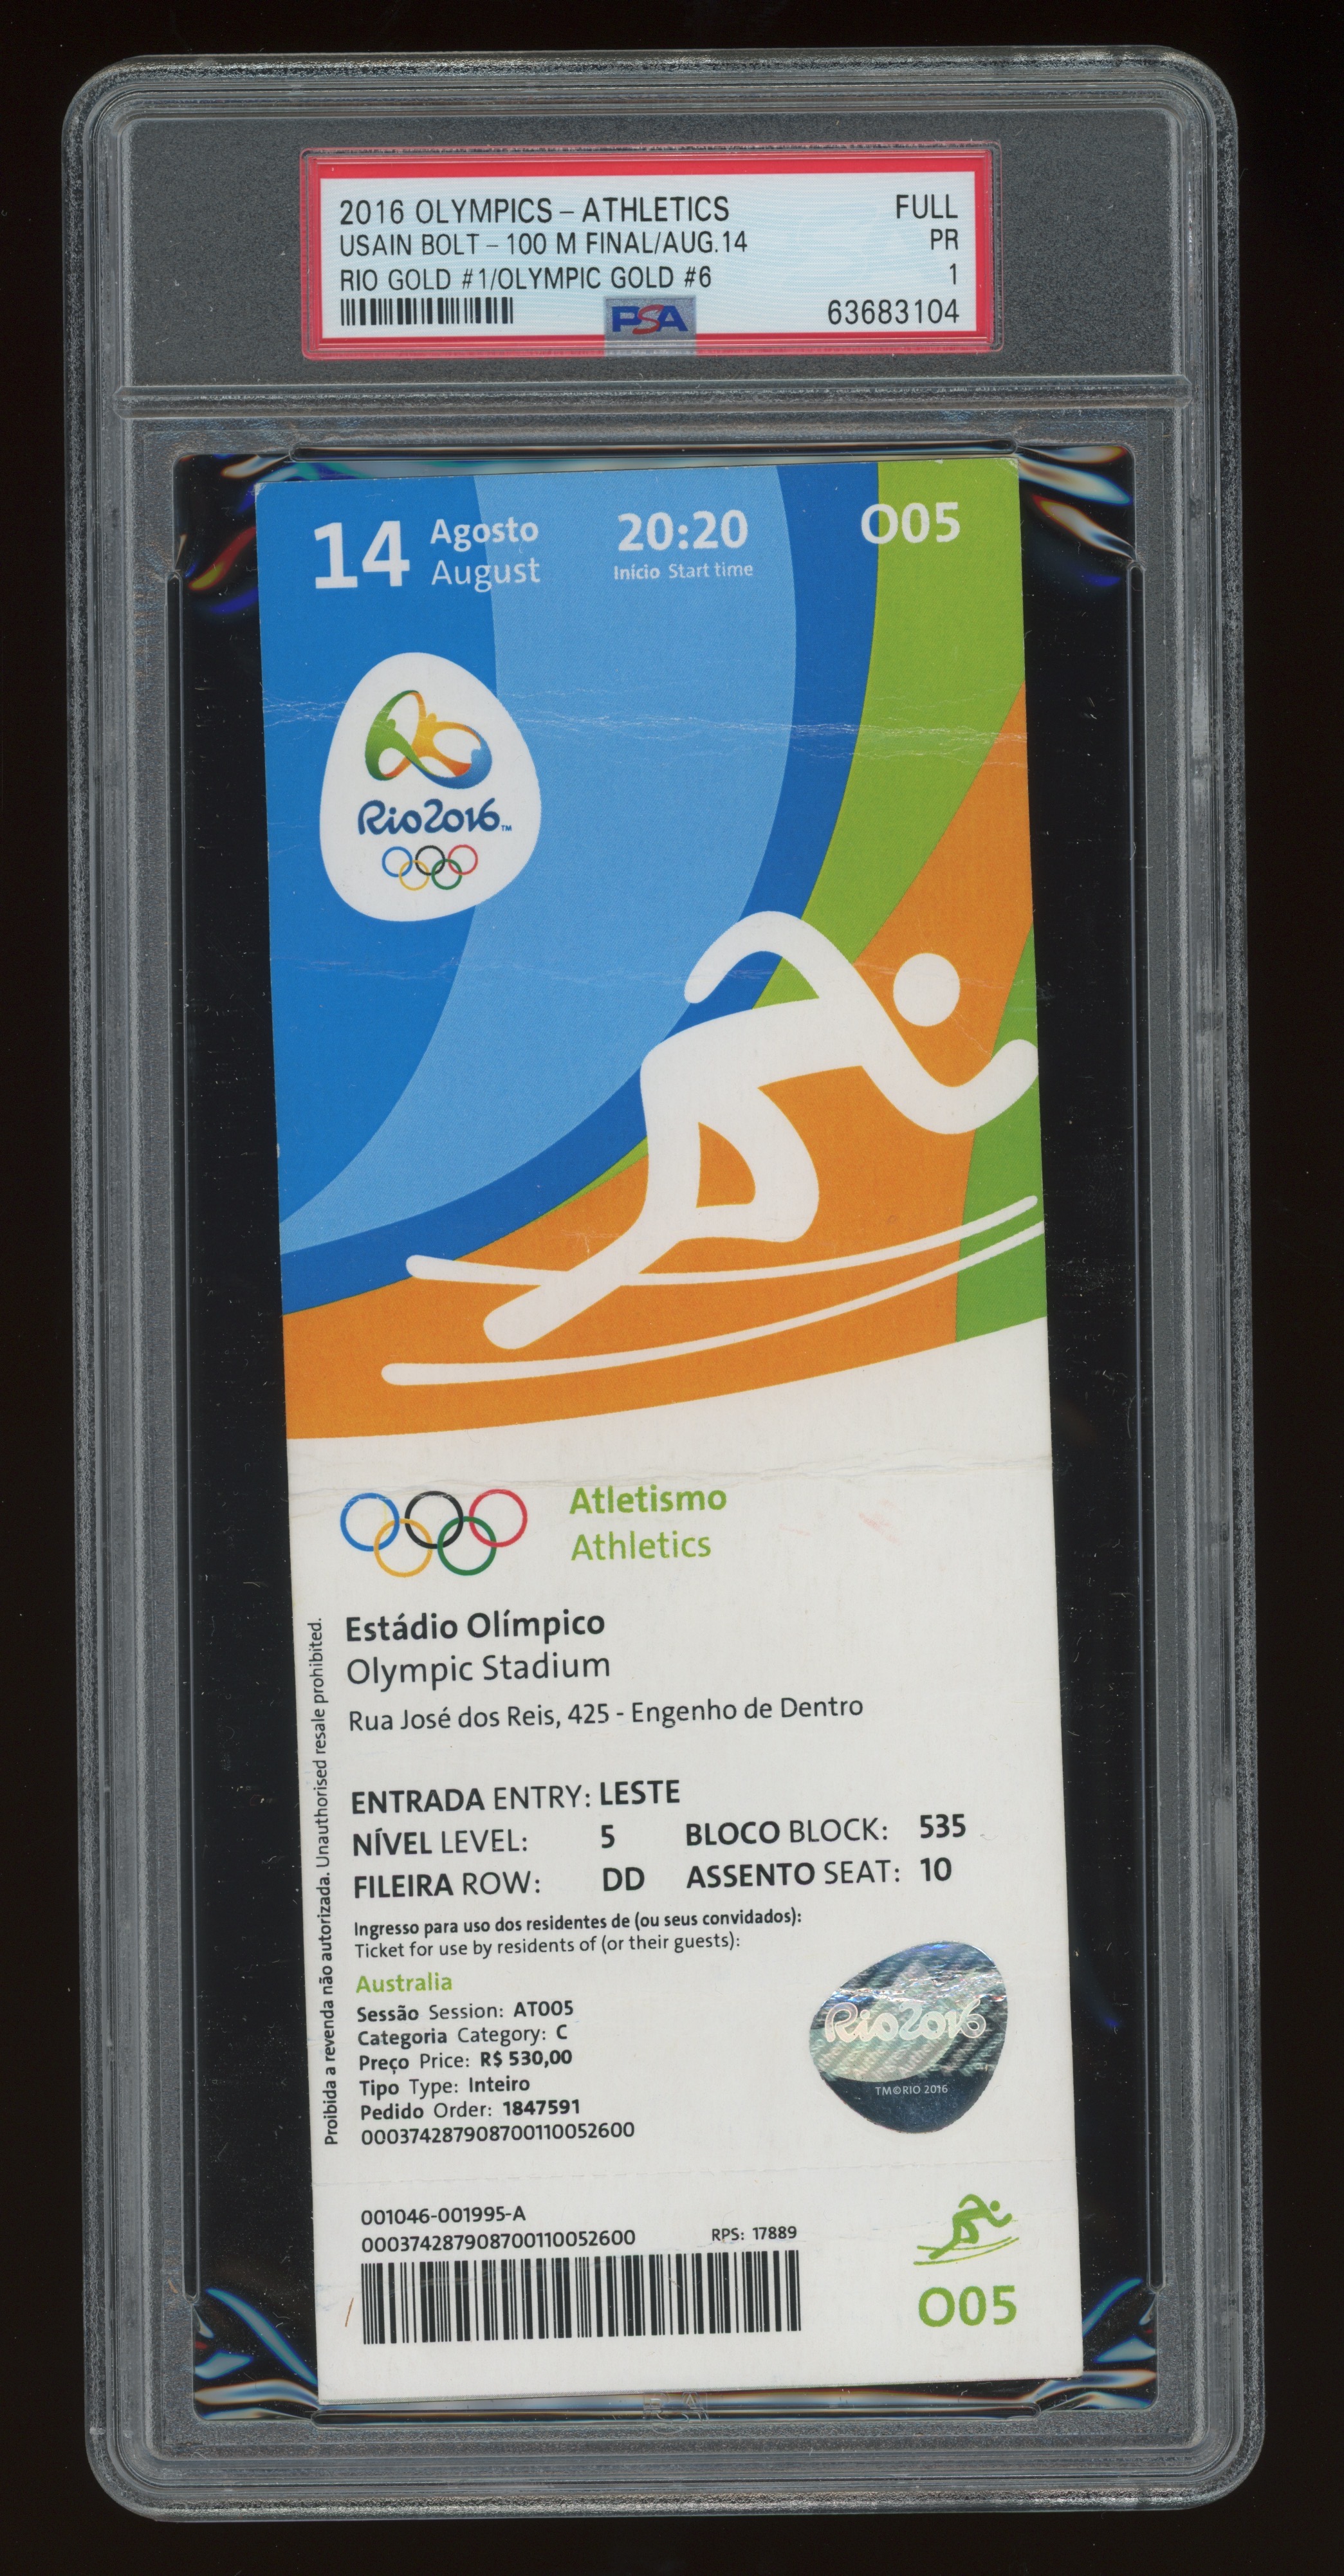 2016 OLYMPICS – ATHLETICS FULL
USAIN BOLT – 100 M FINAL/AUG.14 PR
RIO GOLD #1/OLYMPIC GOLD #6 1
PSA 63683104
14 Agosto August
20:20
Início Start time
O05
Rio2016™
Atletismo
Athletics
Estádio Olímpico
Olympic Stadium
Rua José dos Reis, 425 - Engenho de Dentro
ENTRADA ENTRY: LESTE
NÍVEL LEVEL: 5 BLOCO BLOCK: 535
FILEIRA ROW: DD ASSENTO SEAT: 10
Ingresso para uso dos residentes de (ou seus convidados):
Ticket for use by residents of (or their guests):
Australia
Sessão Session: AT005
Categoria Category: C
Preço Price: R$ 530,00
Tipo Type: Inteiro
Pedido Order: 1847591
000374287908700110052600
Proibida a revenda não autorizada. Unauthorised resale prohibited.
Rio2016
TM©RIO 2016
001046-001995-A
000374287908700110052600 RPS: 17889
O05